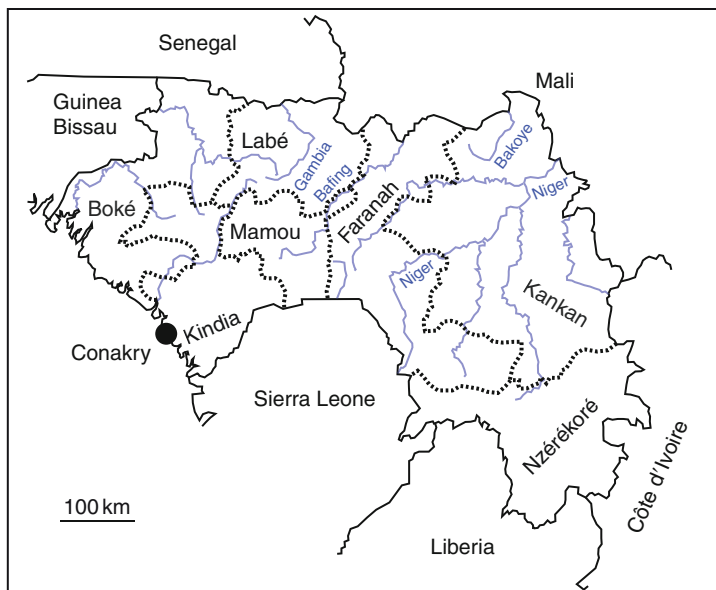 Senegal
Mali
Guinea
Bissau
Labé
Gambia
Bafing
Bakoye
Niger
Boké
Mamou
Faranah
Niger
Kankan
Kindia
Conakry
Sierra Leone
Nzérékoré
Côte d'Ivoire
100 km
Liberia